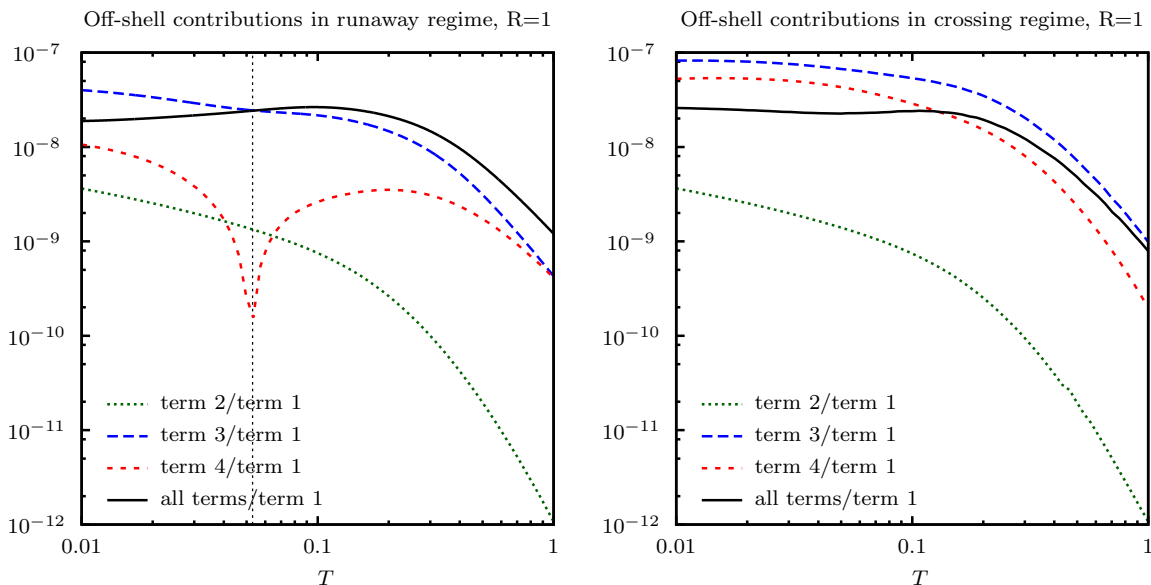 Off-shell contributions in runaway regime, R=1
10⁻⁷
10⁻⁸
10⁻⁹
10⁻¹⁰
10⁻¹¹
10⁻¹²
term 2/term 1
term 3/term 1
term 4/term 1
all terms/term 1
0.01
0.1
1
T
Off-shell contributions in crossing regime, R=1
10⁻⁷
10⁻⁸
10⁻⁹
10⁻¹⁰
10⁻¹¹
10⁻¹²
term 2/term 1
term 3/term 1
term 4/term 1
all terms/term 1
0.01
0.1
1
T